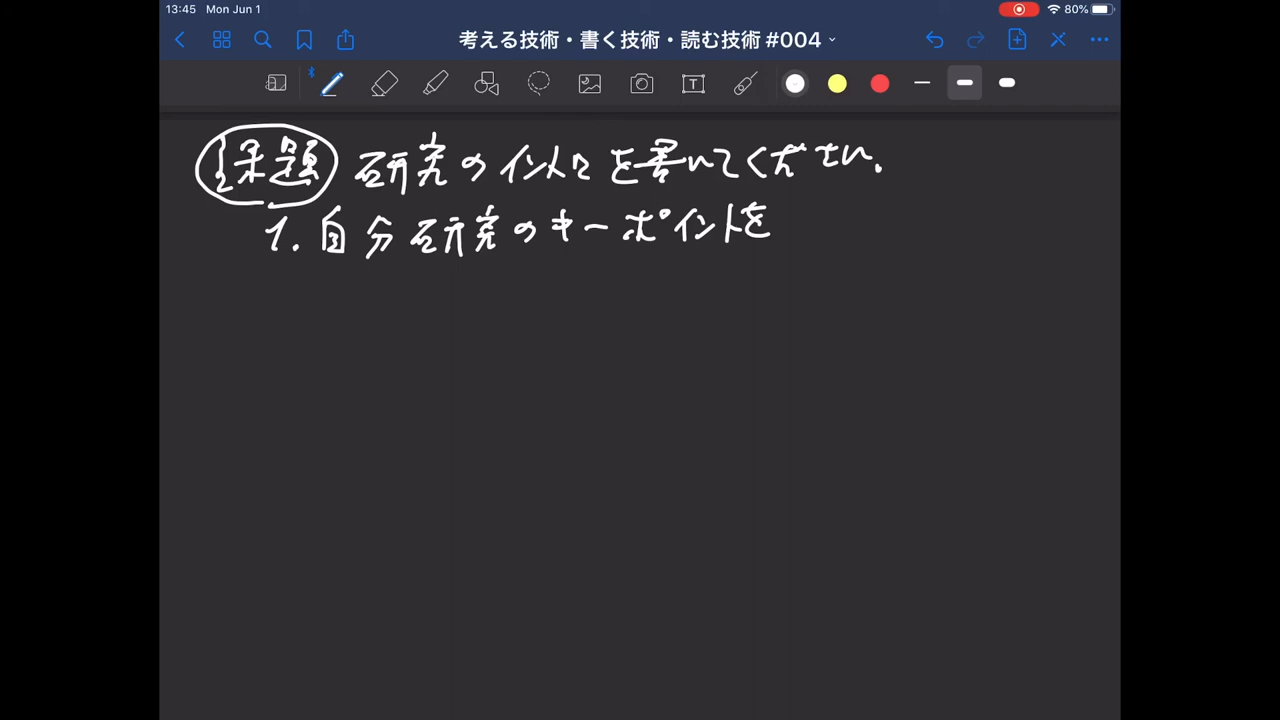 13:45 Mon Jun 1
80%
考える技術・書く技術・読む技術 #004
T
課題 研究のイントロを書いてください.
1. 自分研究のキーポイントを